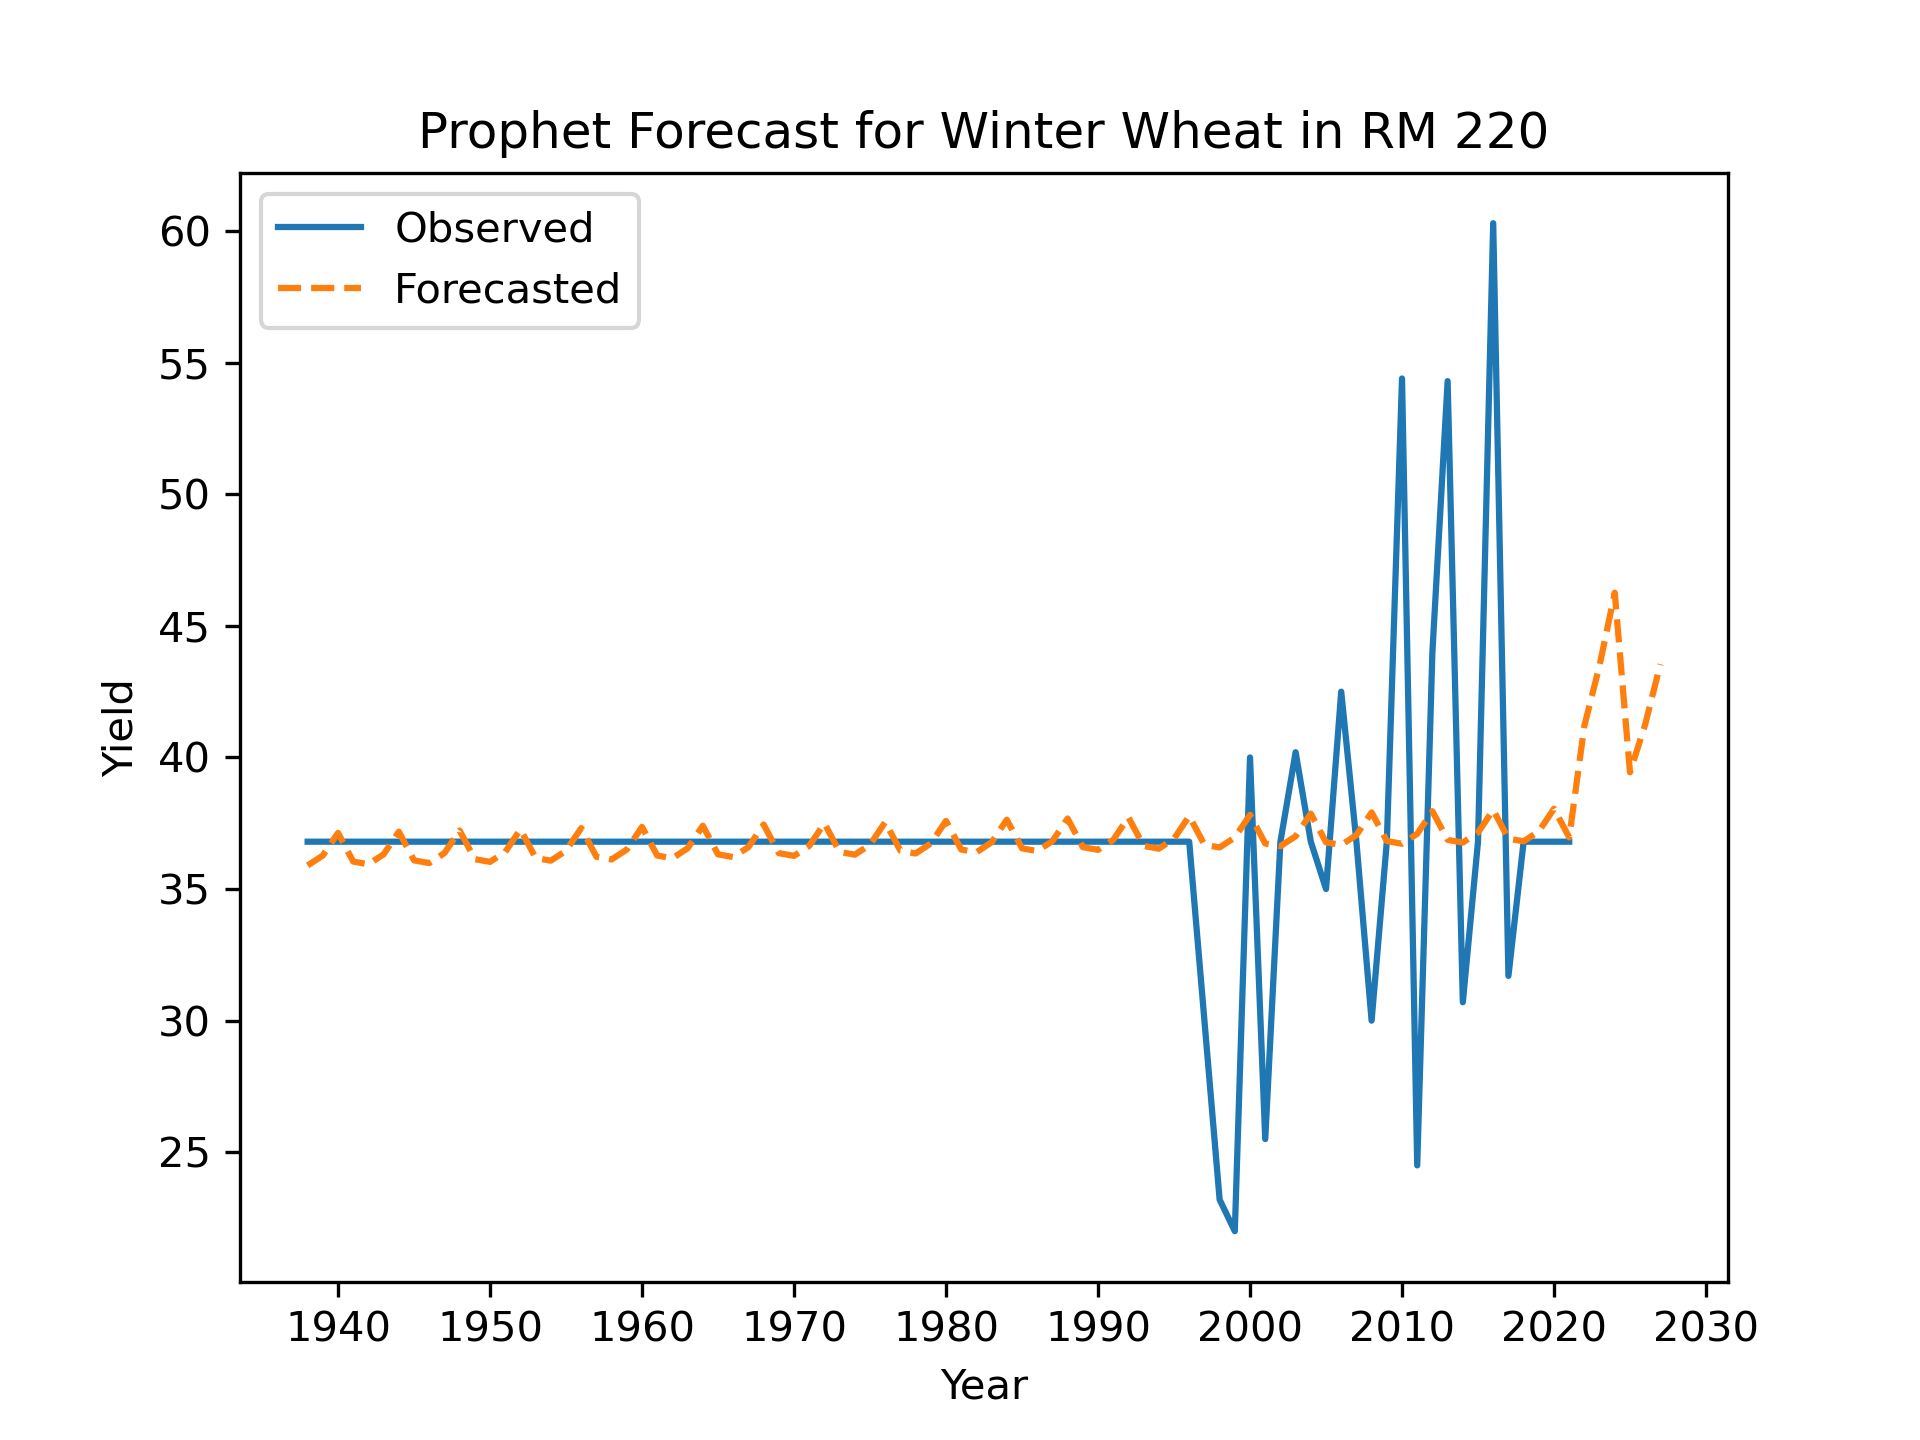 Prophet Forecast for Winter Wheat in RM 220
Observed
Forecasted
60
55
50
45
40
35
30
25
Yield
1940 1950 1960 1970 1980 1990 2000 2010 2020 2030
Year